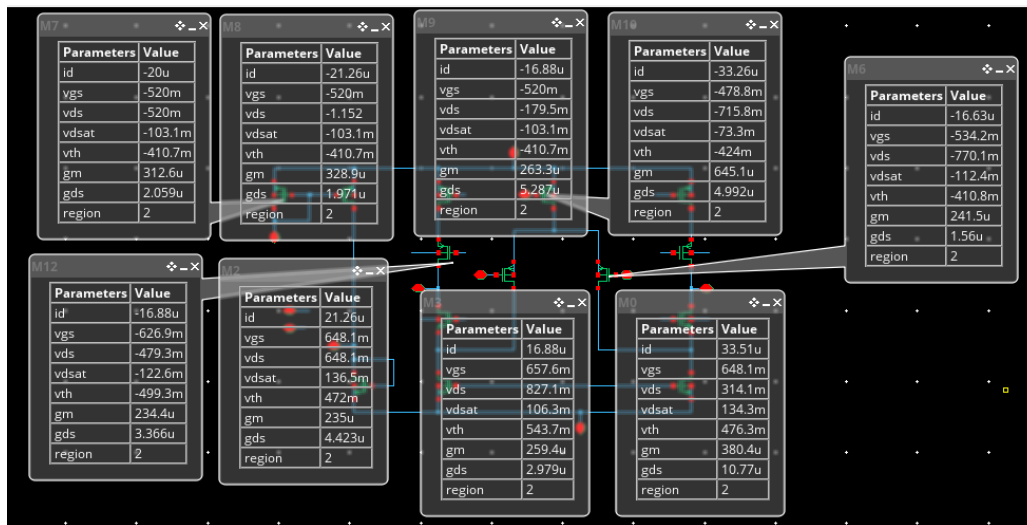 M7
Parameters Value
id -20u
vgs -520m
vds -520m
vdsat -103.1m
vth -410.7m
gm 312.6u
gds 2.059u
region 2
M8
Parameters Value
id -21.26u
vgs -520m
vds -1.152
vdsat -103.1m
vth -410.7m
gm 328.9u
gds 1.971u
region 2
M9
Parameters Value
id -16.88u
vgs -520m
vds -179.5m
vdsat -103.1m
vth -410.7m
gm 263.3u
gds 5.287u
region 2
M10
Parameters Value
id -33.26u
vgs -478.8m
vds -715.8m
vdsat -73.3m
vth -424m
gm 645.1u
gds 4.992u
region 2
M6
Parameters Value
id -16.63u
vgs -534.2m
vds -770.1m
vdsat -112.4m
vth -410.8m
gm 241.5u
gds 1.56u
region 2
M12
Parameters Value
id -16.88u
vgs -626.9m
vds -479.3m
vdsat -122.6m
vth -499.3m
gm 234.4u
gds 3.366u
region 2
M2
Parameters Value
id 21.26u
vgs 648.1m
vds 648.1m
vdsat 136.5m
vth 472m
gm 235u
gds 4.423u
region 2
M3
Parameters Value
id 16.88u
vgs 657.6m
vds 827.1m
vdsat 106.3m
vth 543.7m
gm 259.4u
gds 2.979u
region 2
M0
Parameters Value
id 33.51u
vgs 648.1m
vds 314.1m
vdsat 134.3m
vth 476.3m
gm 380.4u
gds 10.77u
region 2